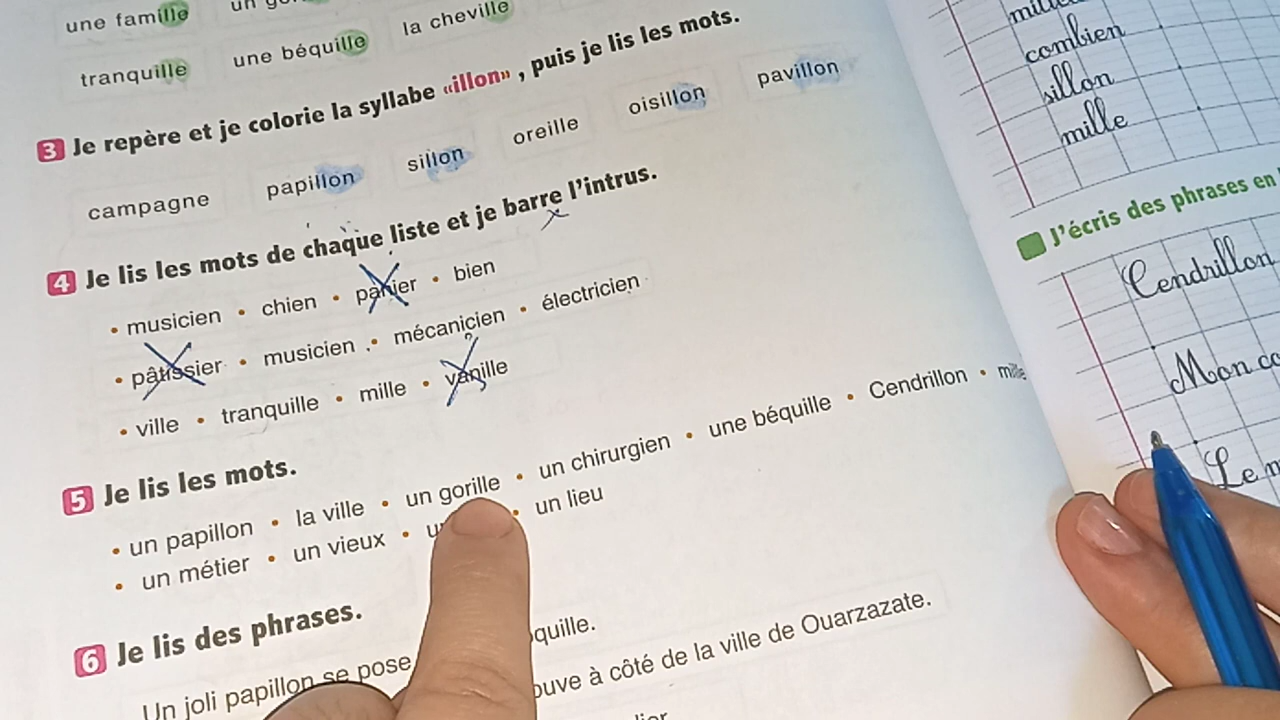 une famille
tranquille une béquille la cheville
3 Je repère et je colorie la syllabe «illon» , puis je lis les mots.
campagne papillon sillon oreille oisillon pavillon
4 Je lis les mots de chaque liste et je barre l'intrus.
• musicien • chien • panier • bien
• pâtissier • musicien • mécanicien • électricien
• ville • tranquille • mille • vanille
5 Je lis les mots.
• un papillon • la ville • un gorille • un chirurgien • une béquille • Cendrillon •
• un métier • un vieux • • un lieu
6 Je lis des phrases.
Un joli papillon se pose
à côté de la ville de Ouarzazate.
combien
sillon
mille
J'écris des phrases en
Cendrillon
Mon
Le